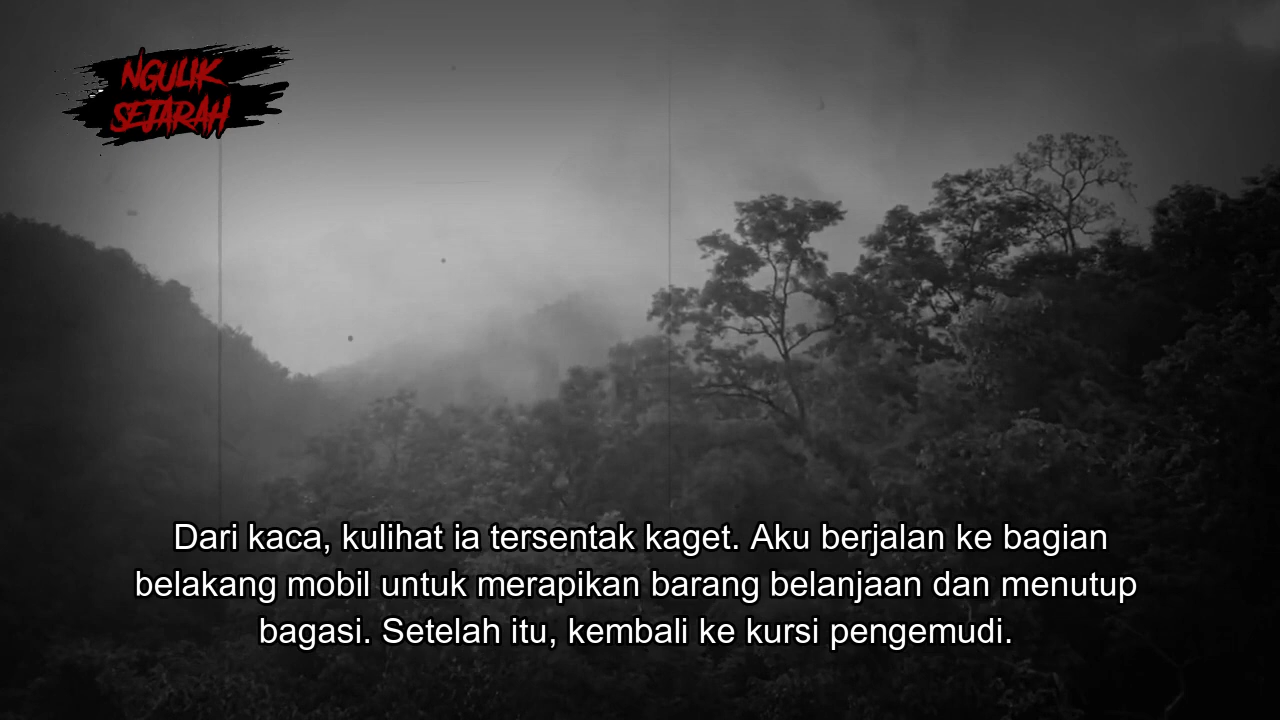 NGULIK
SEJARAH
Dari kaca, kulihat ia tersentak kaget. Aku berjalan ke bagian
belakang mobil untuk merapikan barang belanjaan dan menutup
bagasi. Setelah itu, kembali ke kursi pengemudi.